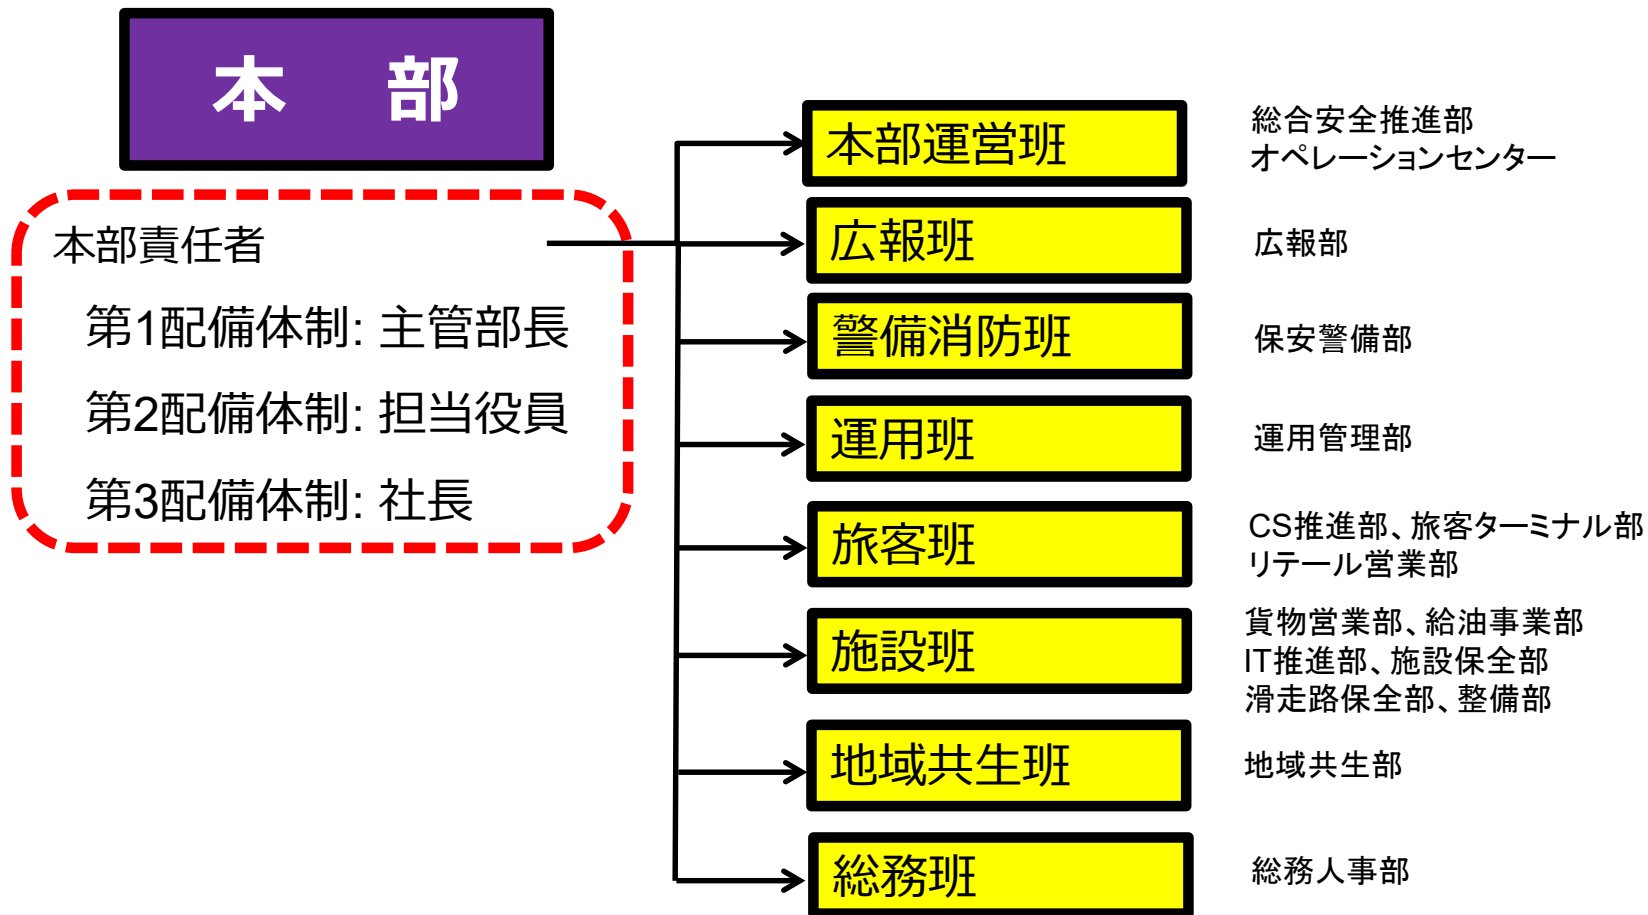 本 部
本部責任者
第1配備体制: 主管部長
第2配備体制: 担当役員
第3配備体制: 社長
本部運営班
総合安全推進部
オペレーションセンター
広報班
広報部
警備消防班
保安警備部
運用班
運用管理部
旅客班
CS推進部、旅客ターミナル部
リテール営業部
施設班
貨物営業部、給油事業部
IT推進部、施設保全部
滑走路保全部、整備部
地域共生班
地域共生部
総務班
総務人事部